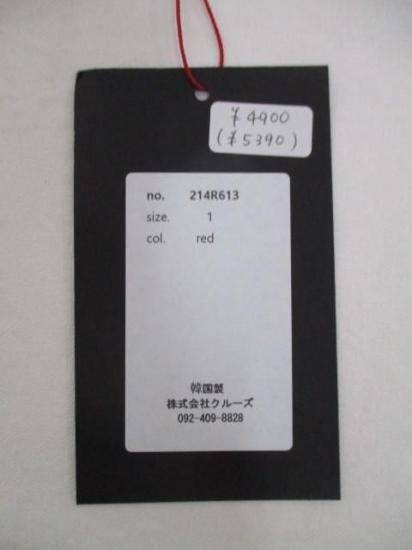 ¥4900
(¥5390)
no. 214R613
size. 1
col. red
韓国製
株式会社クルーズ
092-409-8828